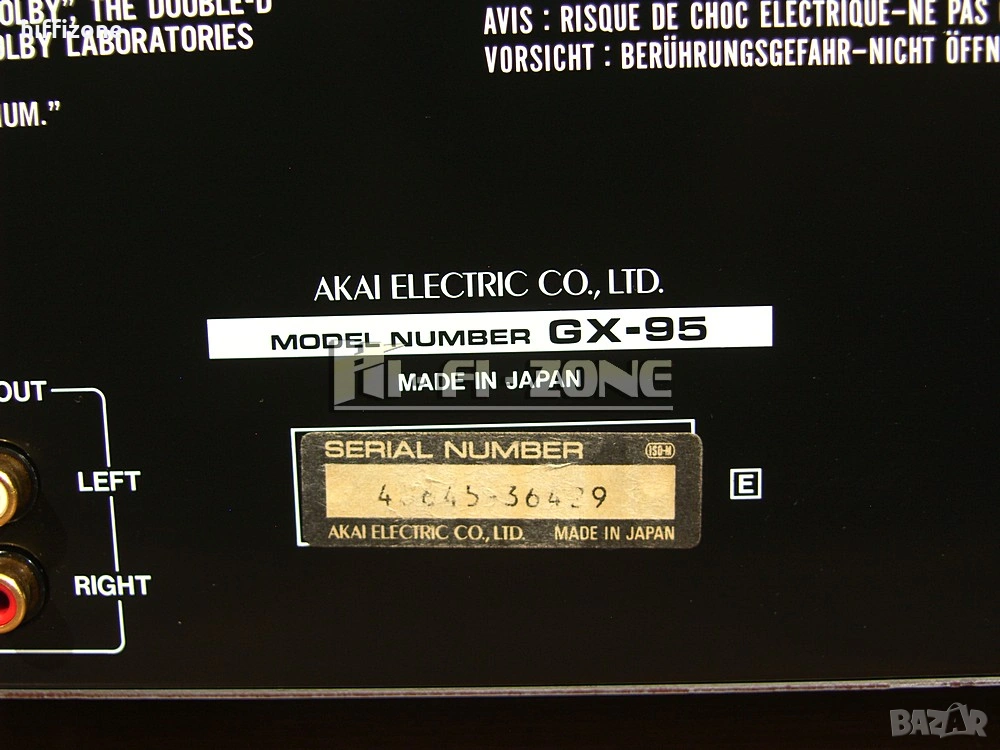 OLBY", THE DOUBLE-D
hiffizone
OLBY LABORATORIES
IUM."
AVIS : RISQUE DE CHOC ELECTRIQUE–NE PAS
VORSICHT : BERÜHRUNGSGEFAHR–NICHT ÖFFN
AKAI ELECTRIC CO., LTD.
MODEL NUMBER GX-95
HI-FI-ZONE
MADE IN JAPAN
OUT
LEFT
RIGHT
SERIAL NUMBER
ISO-M
AKAI ELECTRIC CO., LTD. MADE IN JAPAN
E
BAZAR